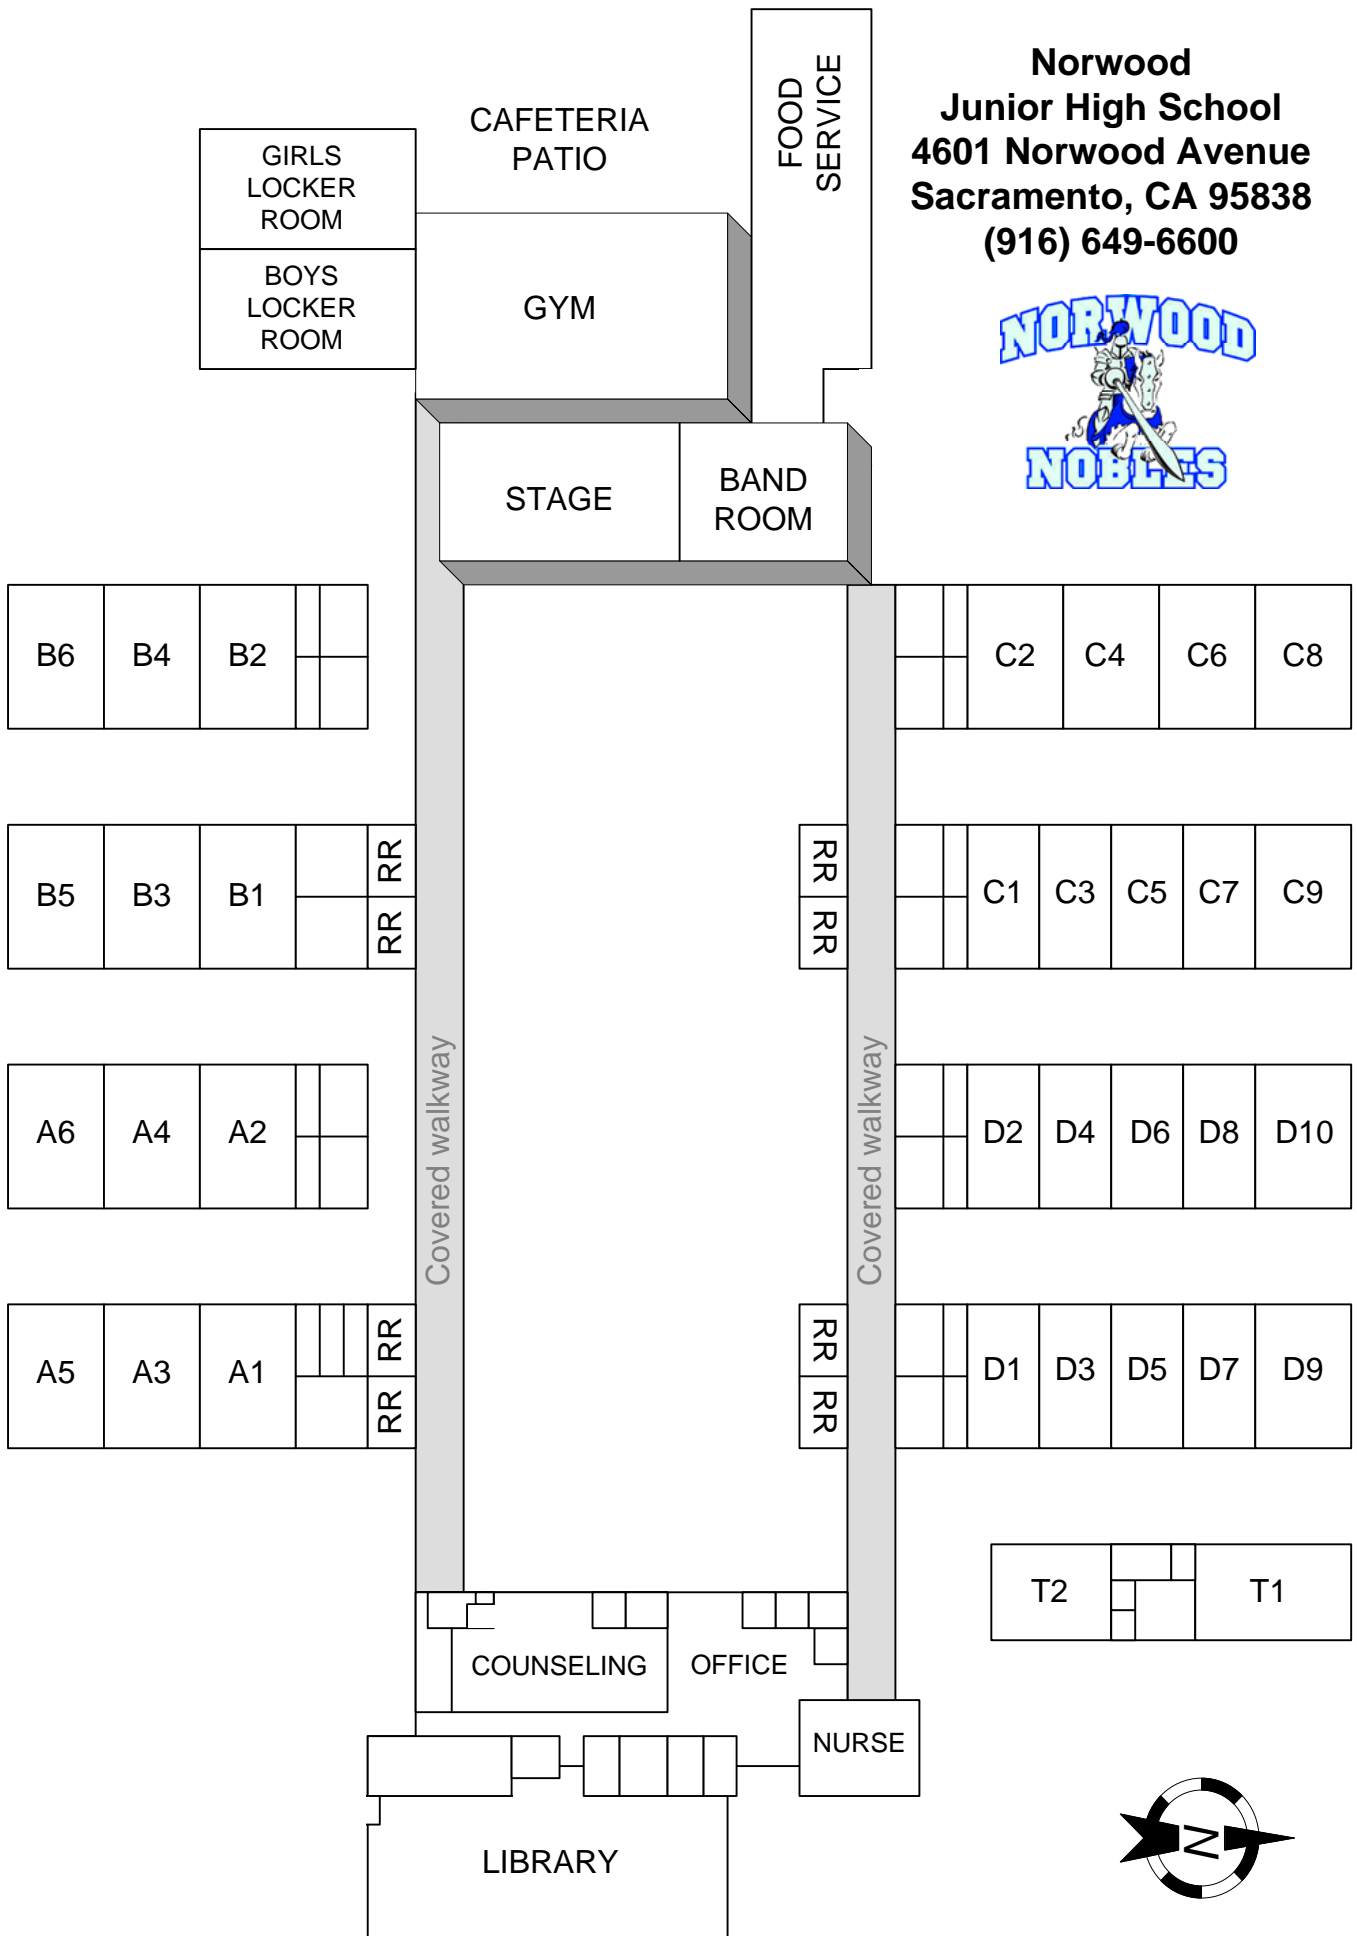 Norwood
Junior High School
4601 Norwood Avenue
Sacramento, CA 95838
(916) 649-6600
NORWOOD
NOBLES
FOOD
SERVICE
CAFETERIA
PATIO
GIRLS
LOCKER
ROOM
BOYS
LOCKER
ROOM
GYM
STAGE
BAND
ROOM
B6 B4 B2
C2 C4 C6 C8
B5 B3 B1 RR
RR
RR
RR
C1 C3 C5 C7 C9
Covered walkway
Covered walkway
A6 A4 A2
D2 D4 D6 D8 D10
A5 A3 A1 RR
RR
RR
RR
D1 D3 D5 D7 D9
T2 T1
COUNSELING
OFFICE
NURSE
LIBRARY
N